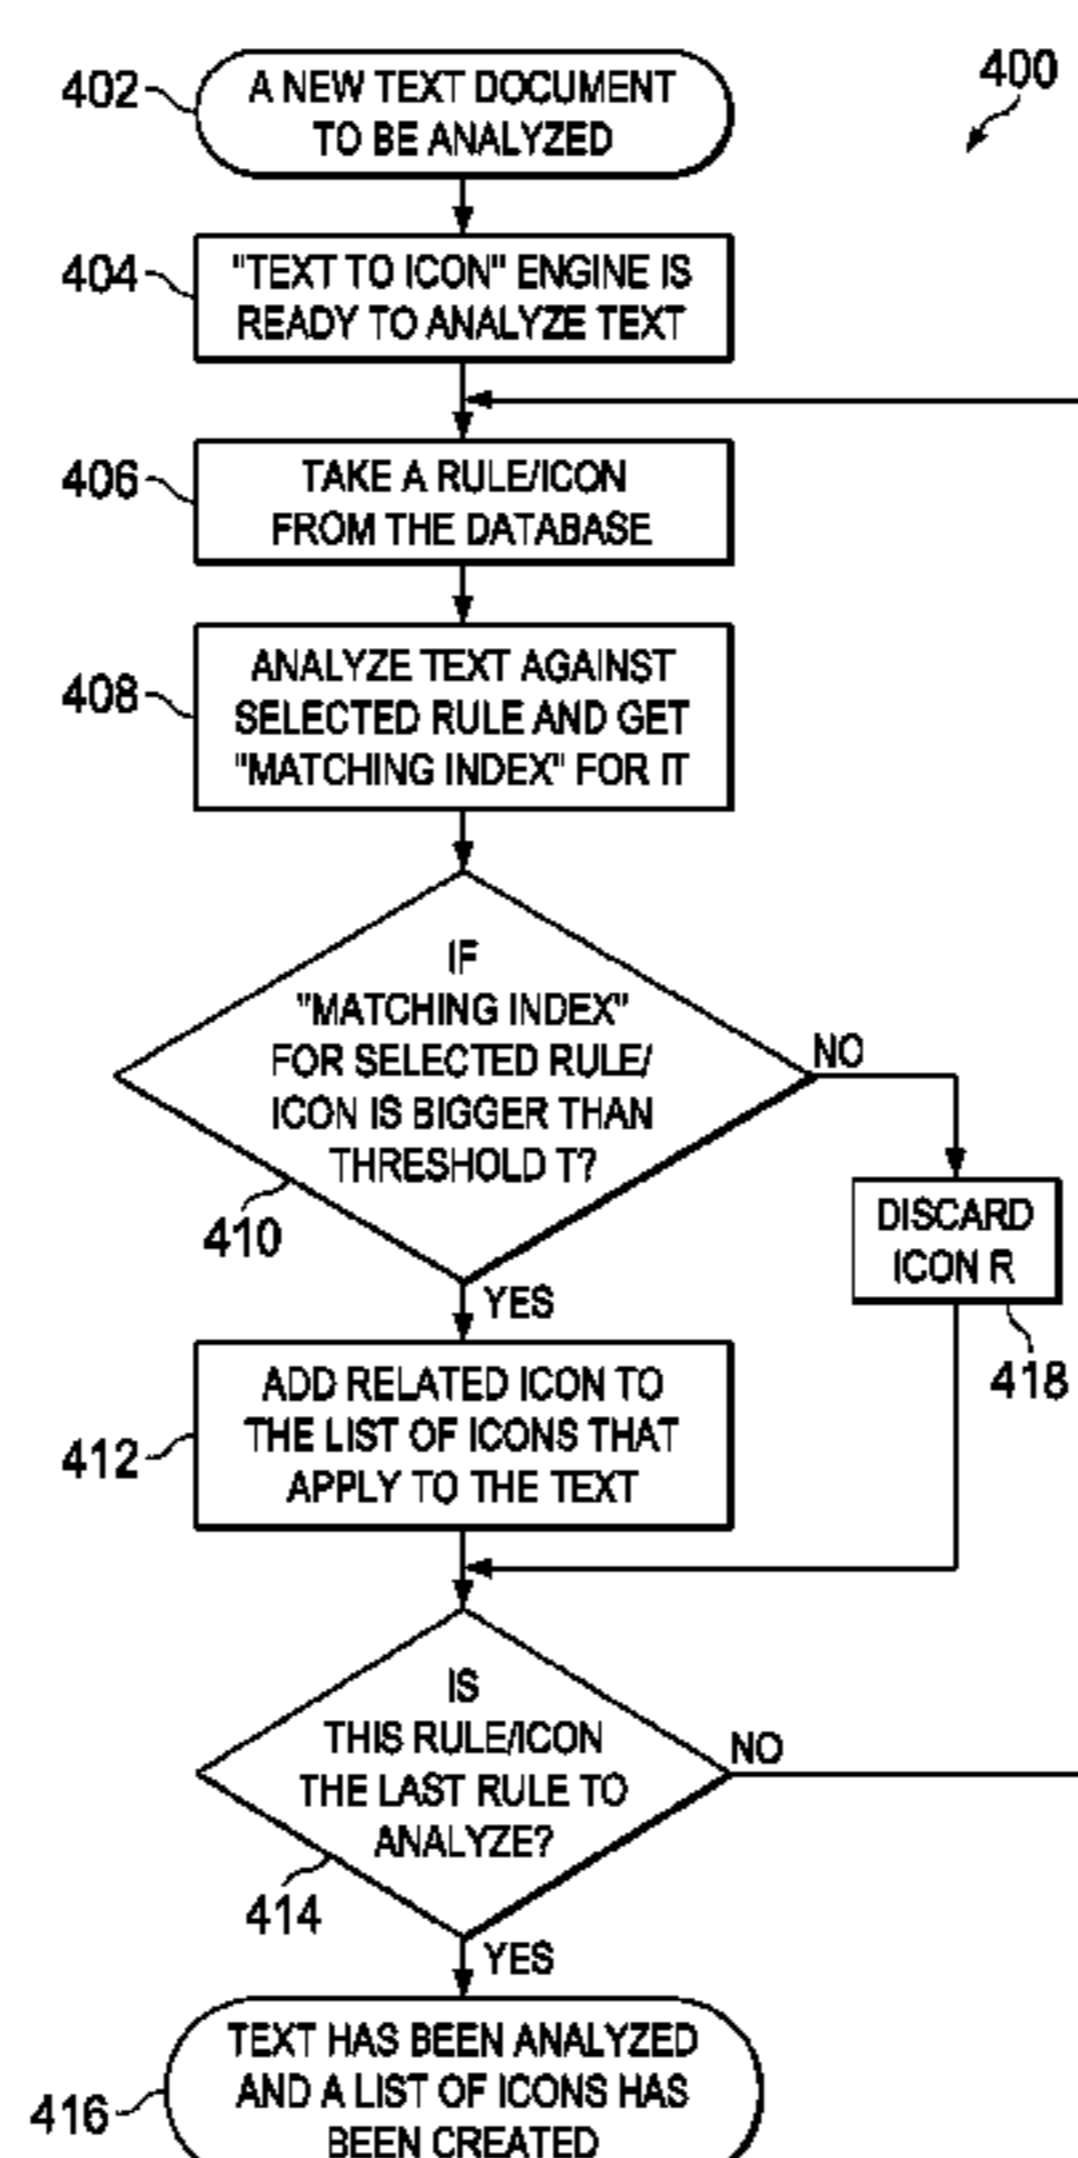 400
402
A NEW TEXT DOCUMENT
TO BE ANALYZED
404
"TEXT TO ICON" ENGINE IS
READY TO ANALYZE TEXT
406
TAKE A RULE/ICON
FROM THE DATABASE
408
ANALYZE TEXT AGAINST
SELECTED RULE AND GET
"MATCHING INDEX" FOR IT
IF
"MATCHING INDEX"
FOR SELECTED RULE/
ICON IS BIGGER THAN
THRESHOLD T?
410
NO
DISCARD
ICON R
418
YES
412
ADD RELATED ICON TO
THE LIST OF ICONS THAT
APPLY TO THE TEXT
IS
THIS RULE/ICON
THE LAST RULE TO
ANALYZE?
414
NO
YES
416
TEXT HAS BEEN ANALYZED
AND A LIST OF ICONS HAS
BEEN CREATED